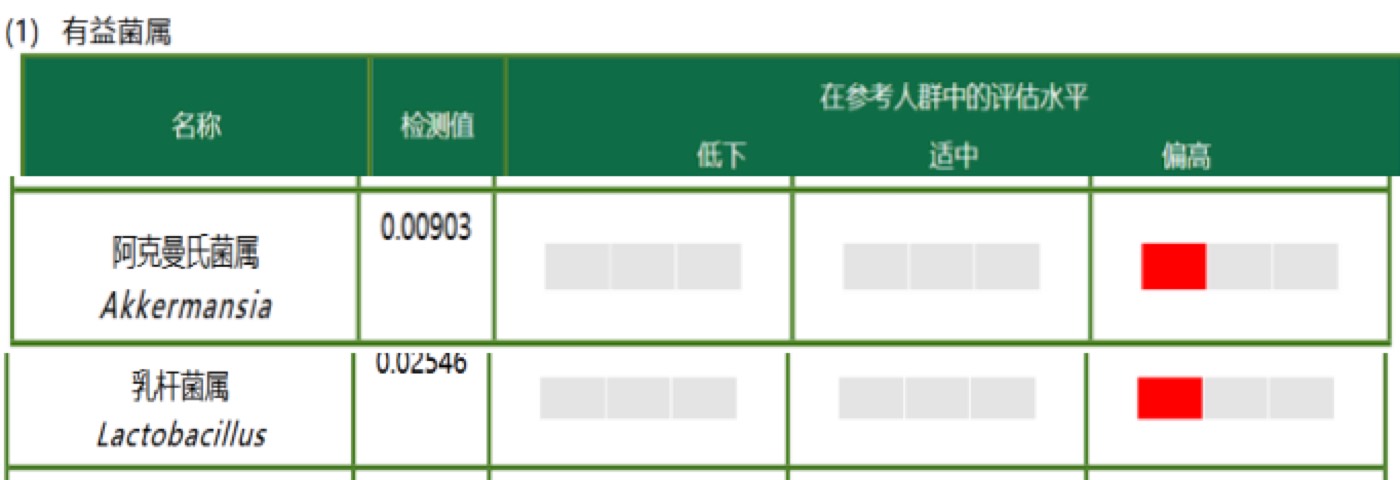 (1) 有益菌属
名称
检测值
在参考人群中的评估水平
低下
适中
偏高
阿克曼氏菌属
Akkermansia
0.00903
乳杆菌属
Lactobacillus
0.02546